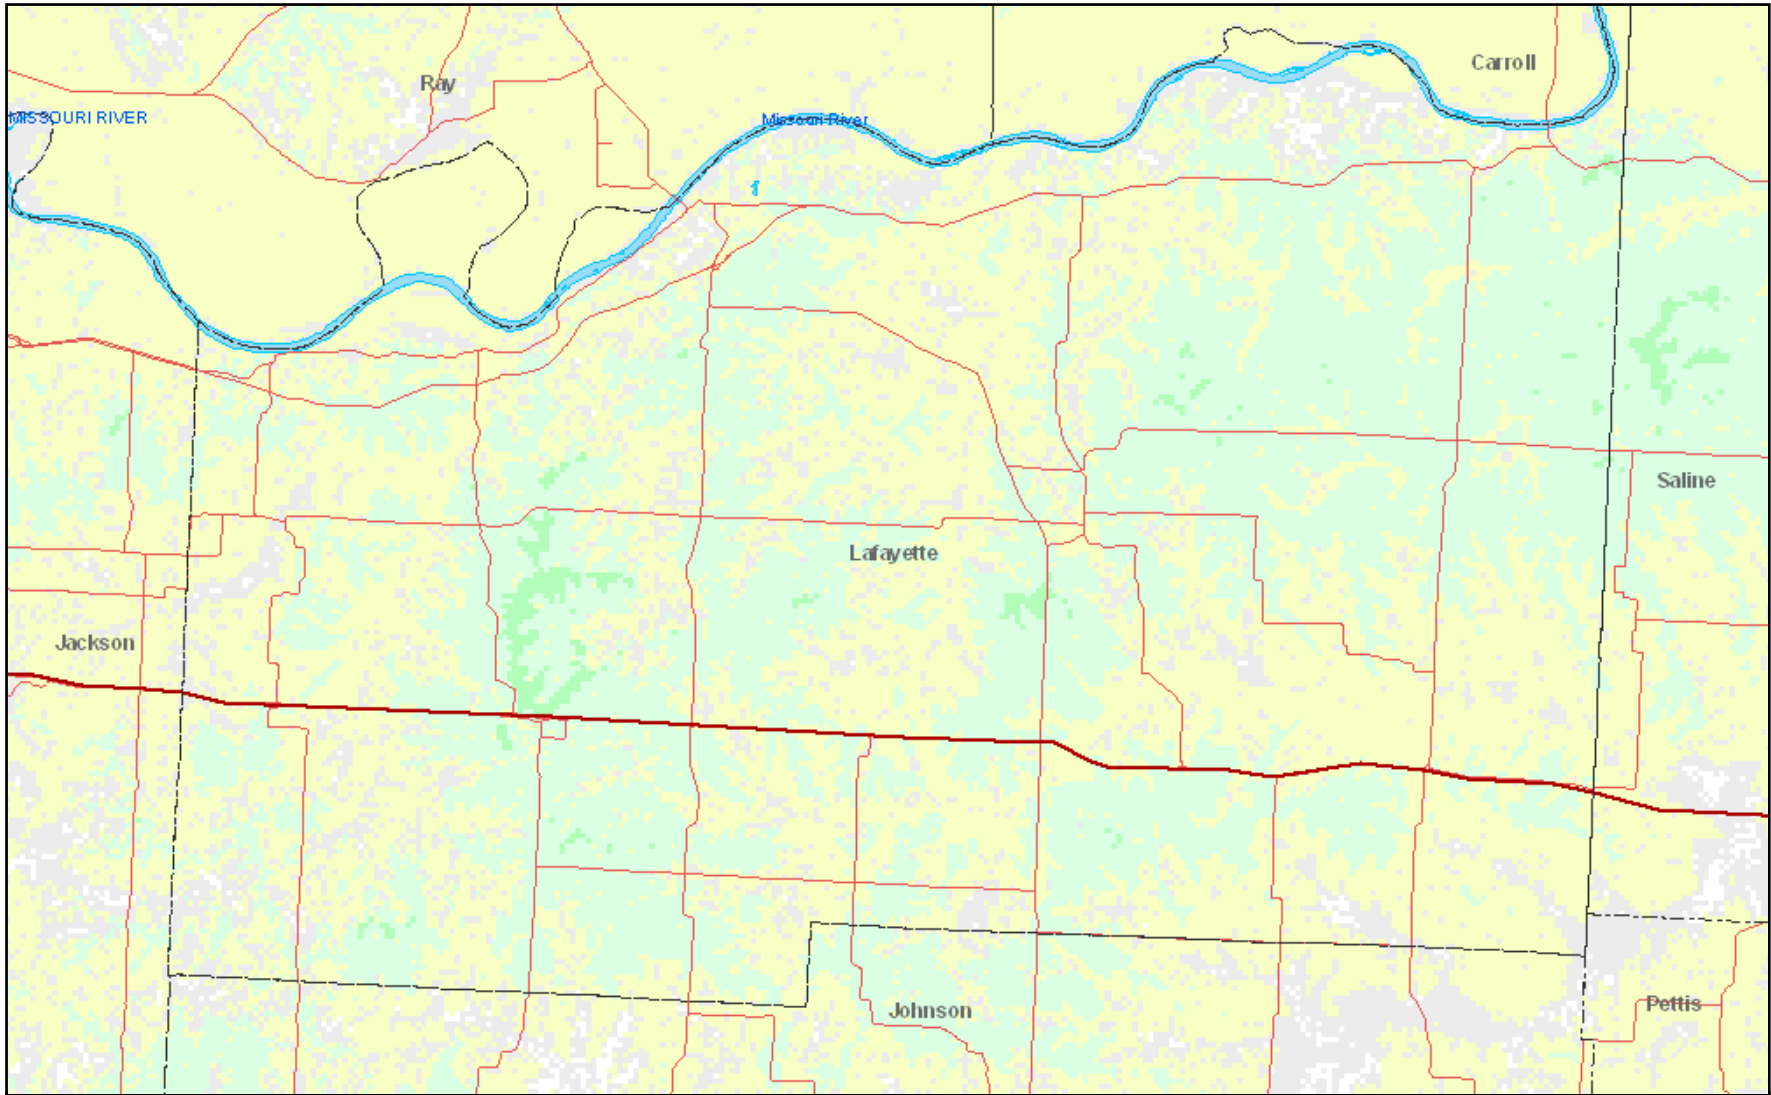 Carroll
Ray
MISSOURI RIVER
Missouri River
Saline
Lafayette
Jackson
Pettis
Johnson